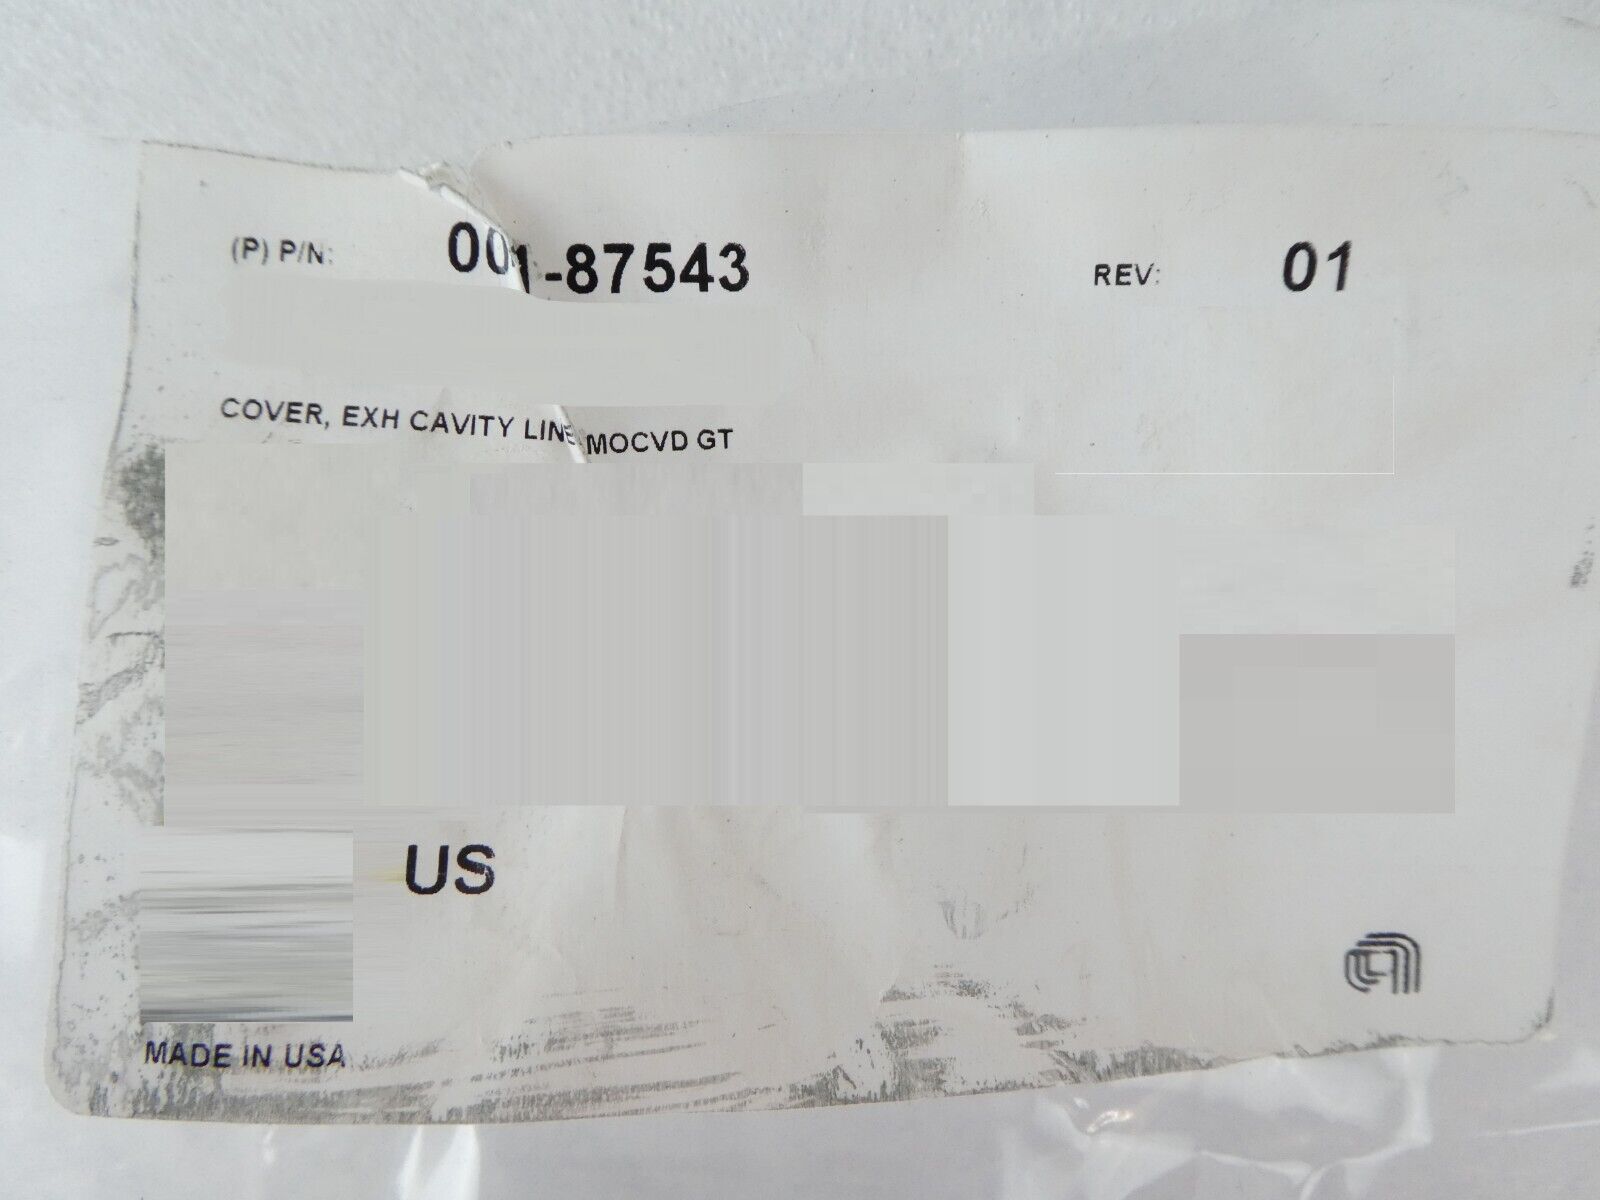 (P) P/N: 001-87543 REV: 01
COVER, EXH CAVITY LINE MOCVD GT
US
MADE IN USA